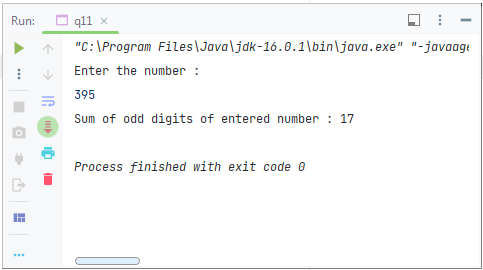 Run: q11
"C:\Program Files\Java\jdk-16.0.1\bin\java.exe" "-javaage
Enter the number :
395
Sum of odd digits of entered number : 17
Process finished with exit code 0